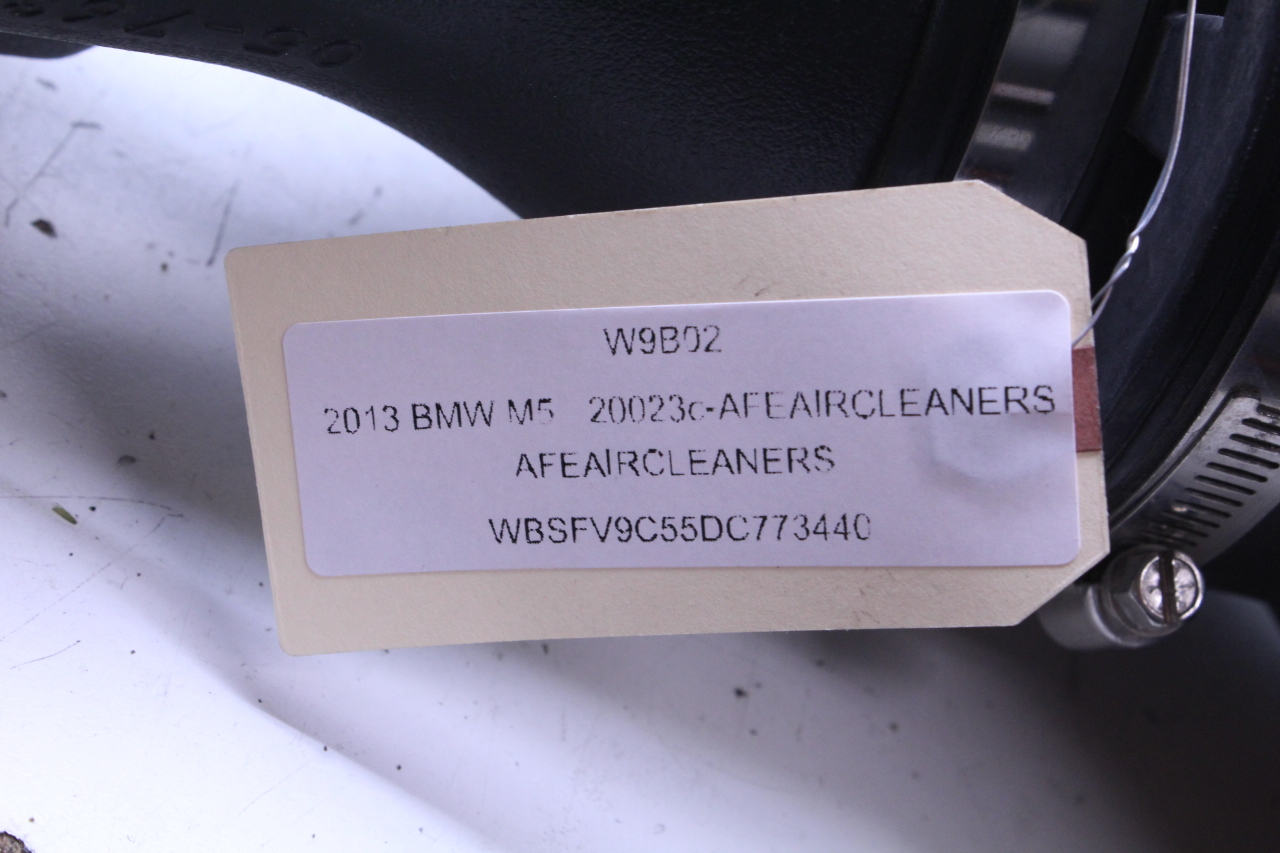 W9B02
2013 BMW M5 20023c-AFEAIRCLEANERS
AFEAIRCLEANERS
WBSFV9C55DC773440